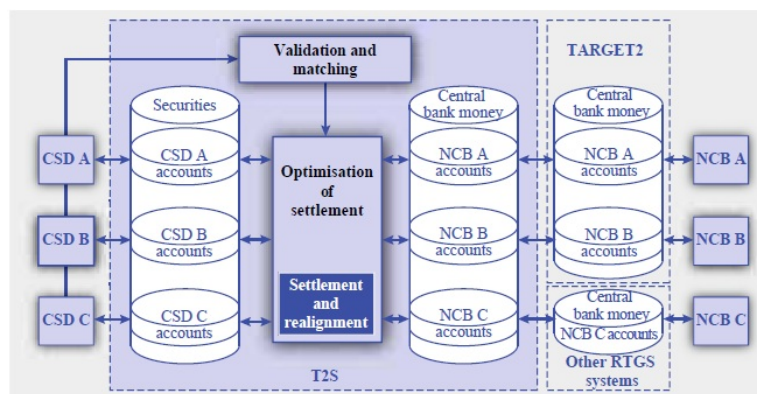 Validation and
matching
TARGET2
Securities
Central
bank money
Central
bank money
CSD A
CSD A
accounts
Optimisation
of
settlement
NCB A
accounts
NCB A
accounts
NCB A
CSD B
CSD B
accounts
NCB B
accounts
NCB B
accounts
NCB B
Settlement
and
realignment
CSD C
CSD C
accounts
NCB C
accounts
Central
bank money
NCB C accounts
NCB C
T2S
Other RTGS
systems